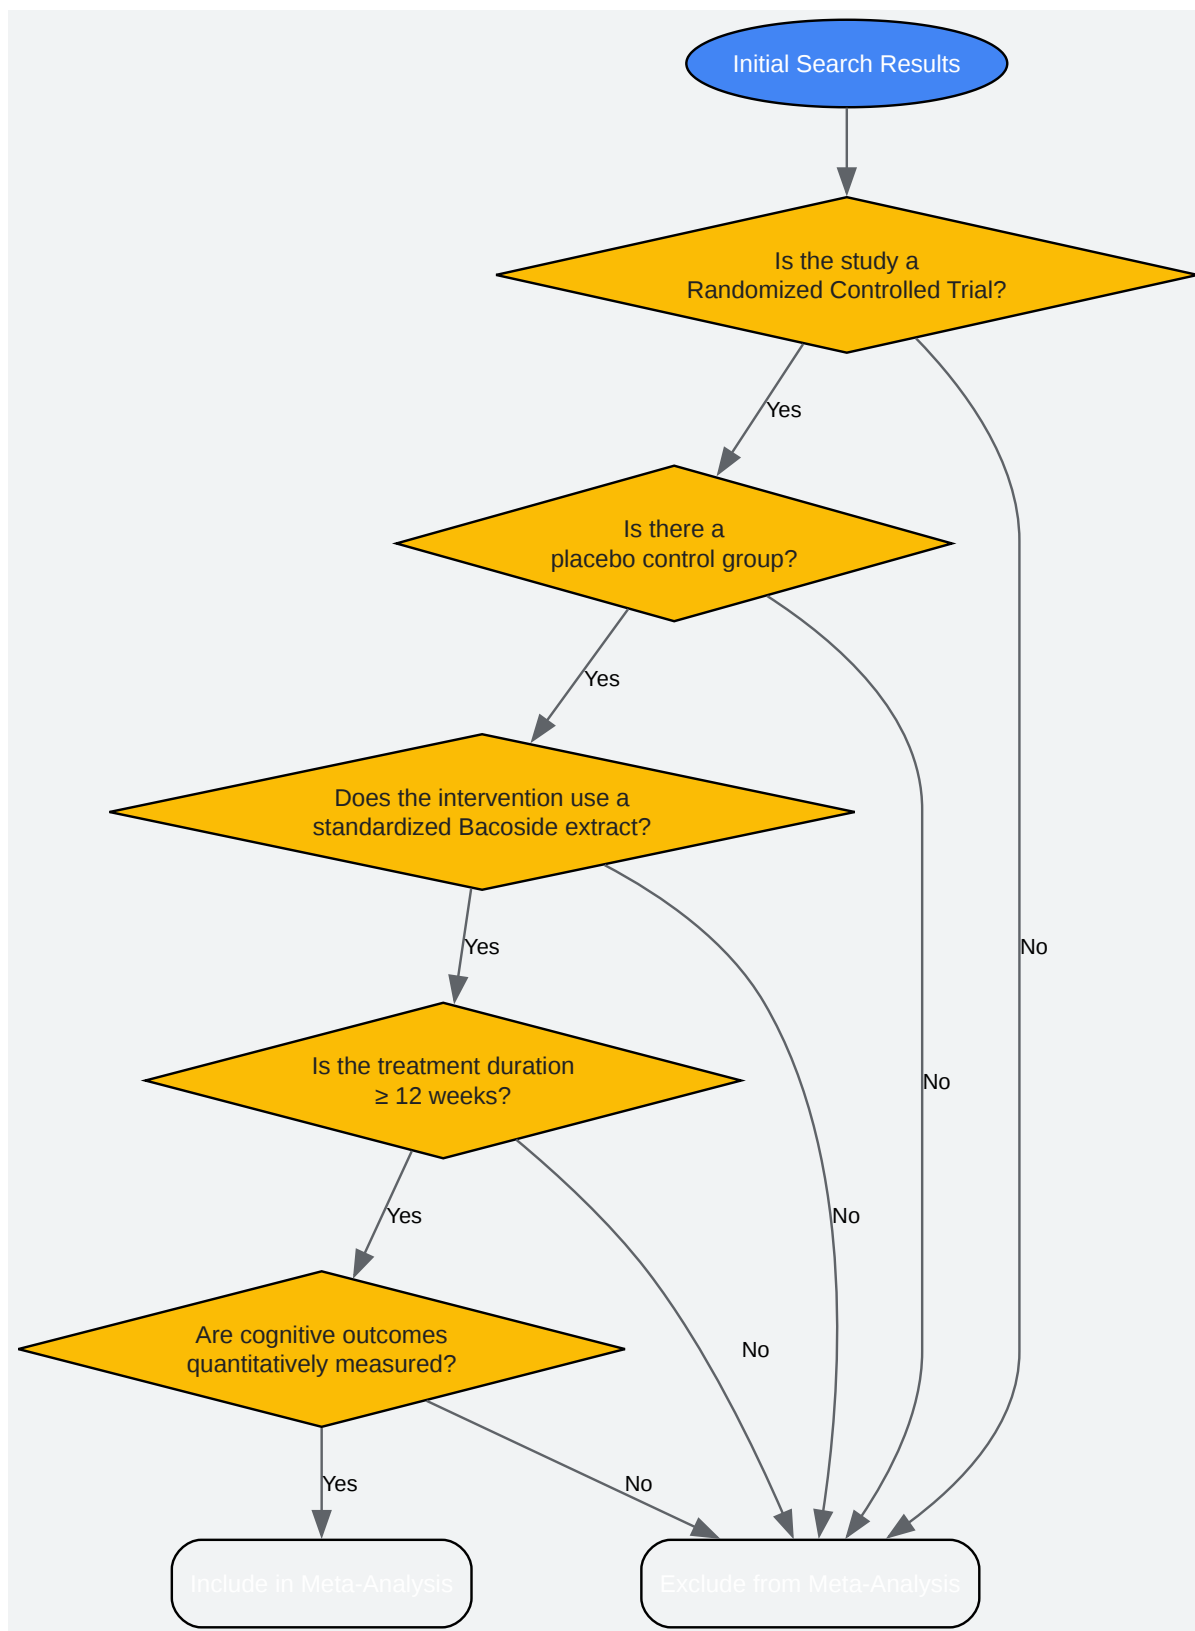 Initial Search Results
Is the study a
Randomized Controlled Trial?
Yes
Is there a
placebo control group?
Yes
Does the intervention use a
standardized Bacoside extract?
Yes
No
Is the treatment duration
≥ 12 weeks?
No
Yes
No
Are cognitive outcomes
quantitatively measured?
No
Yes
No
Include in Meta-Analysis
Exclude from Meta-Analysis